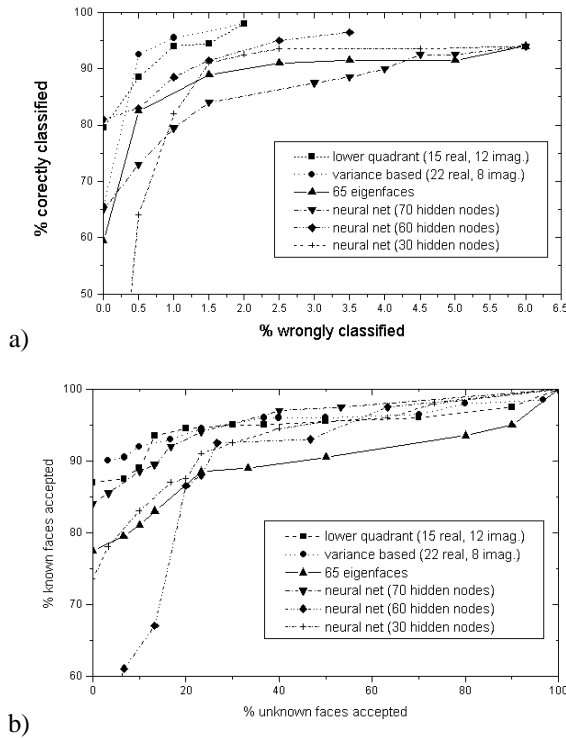 100
90
80
70
60
50
% corectly classified
lower quadrant (15 real, 12 imag.)
variance based (22 real, 8 imag.)
65 eigenfaces
neural net (70 hidden nodes)
neural net (60 hidden nodes)
neural net (30 hidden nodes)
0.0 0.5 1.0 1.5 2.0 2.5 3.0 3.5 4.0 4.5 5.0 5.5 6.0 6.5
% wrongly classified
a)
100
90
80
70
60
% known faces accepted
lower quadrant (15 real, 12 imag.)
variance based (22 real, 8 imag.)
65 eigenfaces
neural net (70 hidden nodes)
neural net (60 hidden nodes)
neural net (30 hidden nodes)
0 20 40 60 80 100
% unknown faces accepted
b)